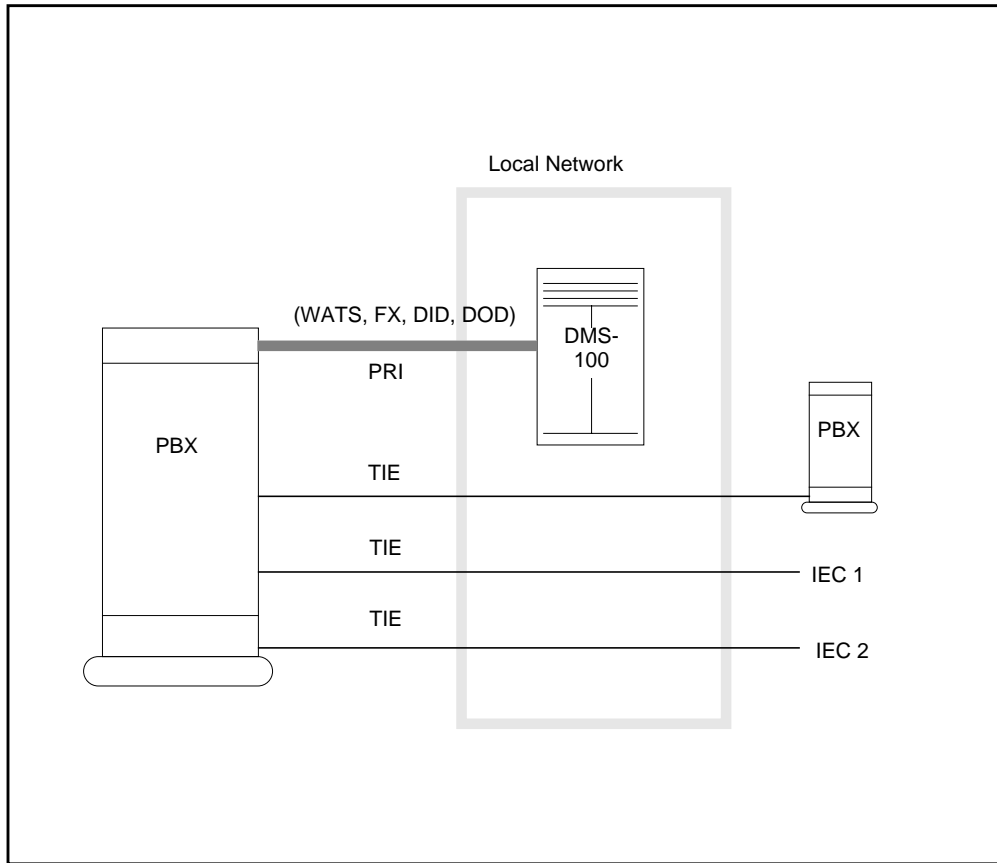 Local Network
(WATS, FX, DID, DOD)
DMS-
100
PRI
PBX
PBX
TIE
TIE
IEC 1
TIE
IEC 2